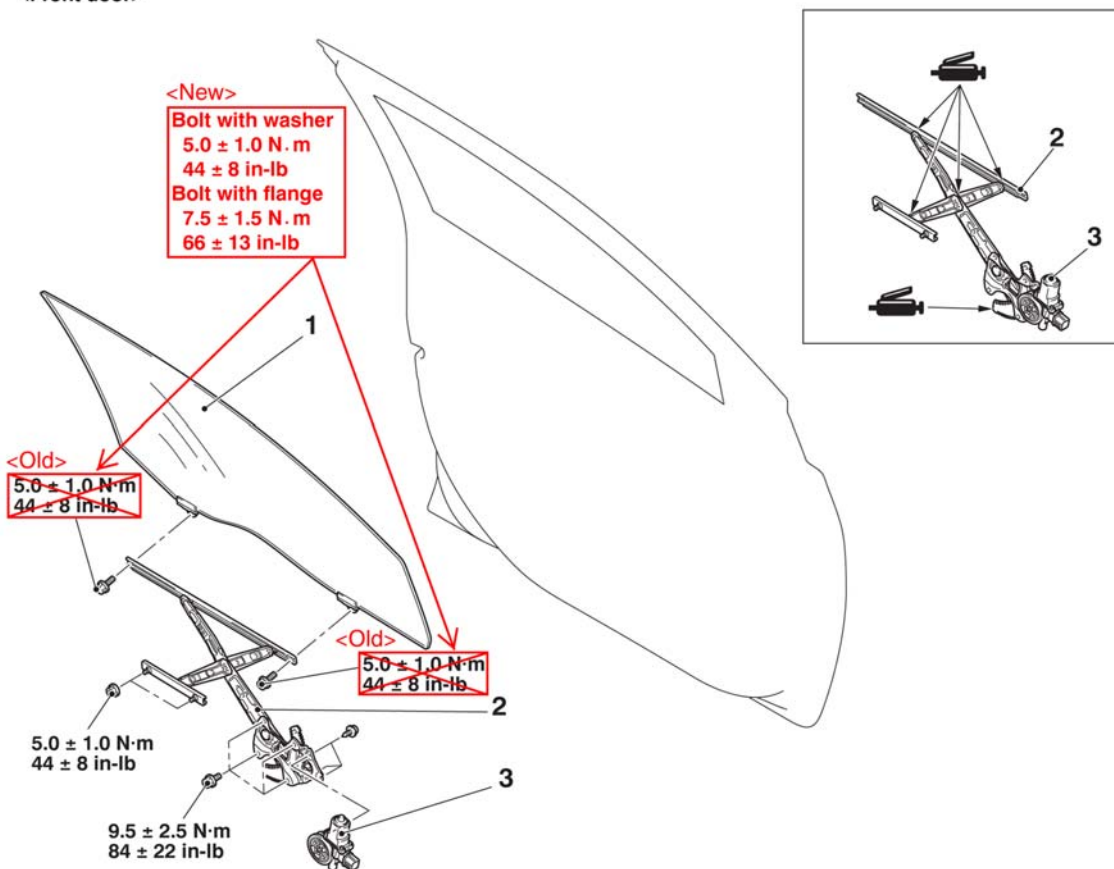 <Front door>
<New>
Bolt with washer
5.0 ± 1.0 N·m
44 ± 8 in-lb
Bolt with flange
7.5 ± 1.5 N·m
66 ± 13 in-lb
2
3
1
<Old>
5.0 ± 1.0 N·m
44 ± 8 in-lb
<Old>
5.0 ± 1.0 N·m
44 ± 8 in-lb
2
5.0 ± 1.0 N·m
44 ± 8 in-lb
3
9.5 ± 2.5 N·m
84 ± 22 in-lb